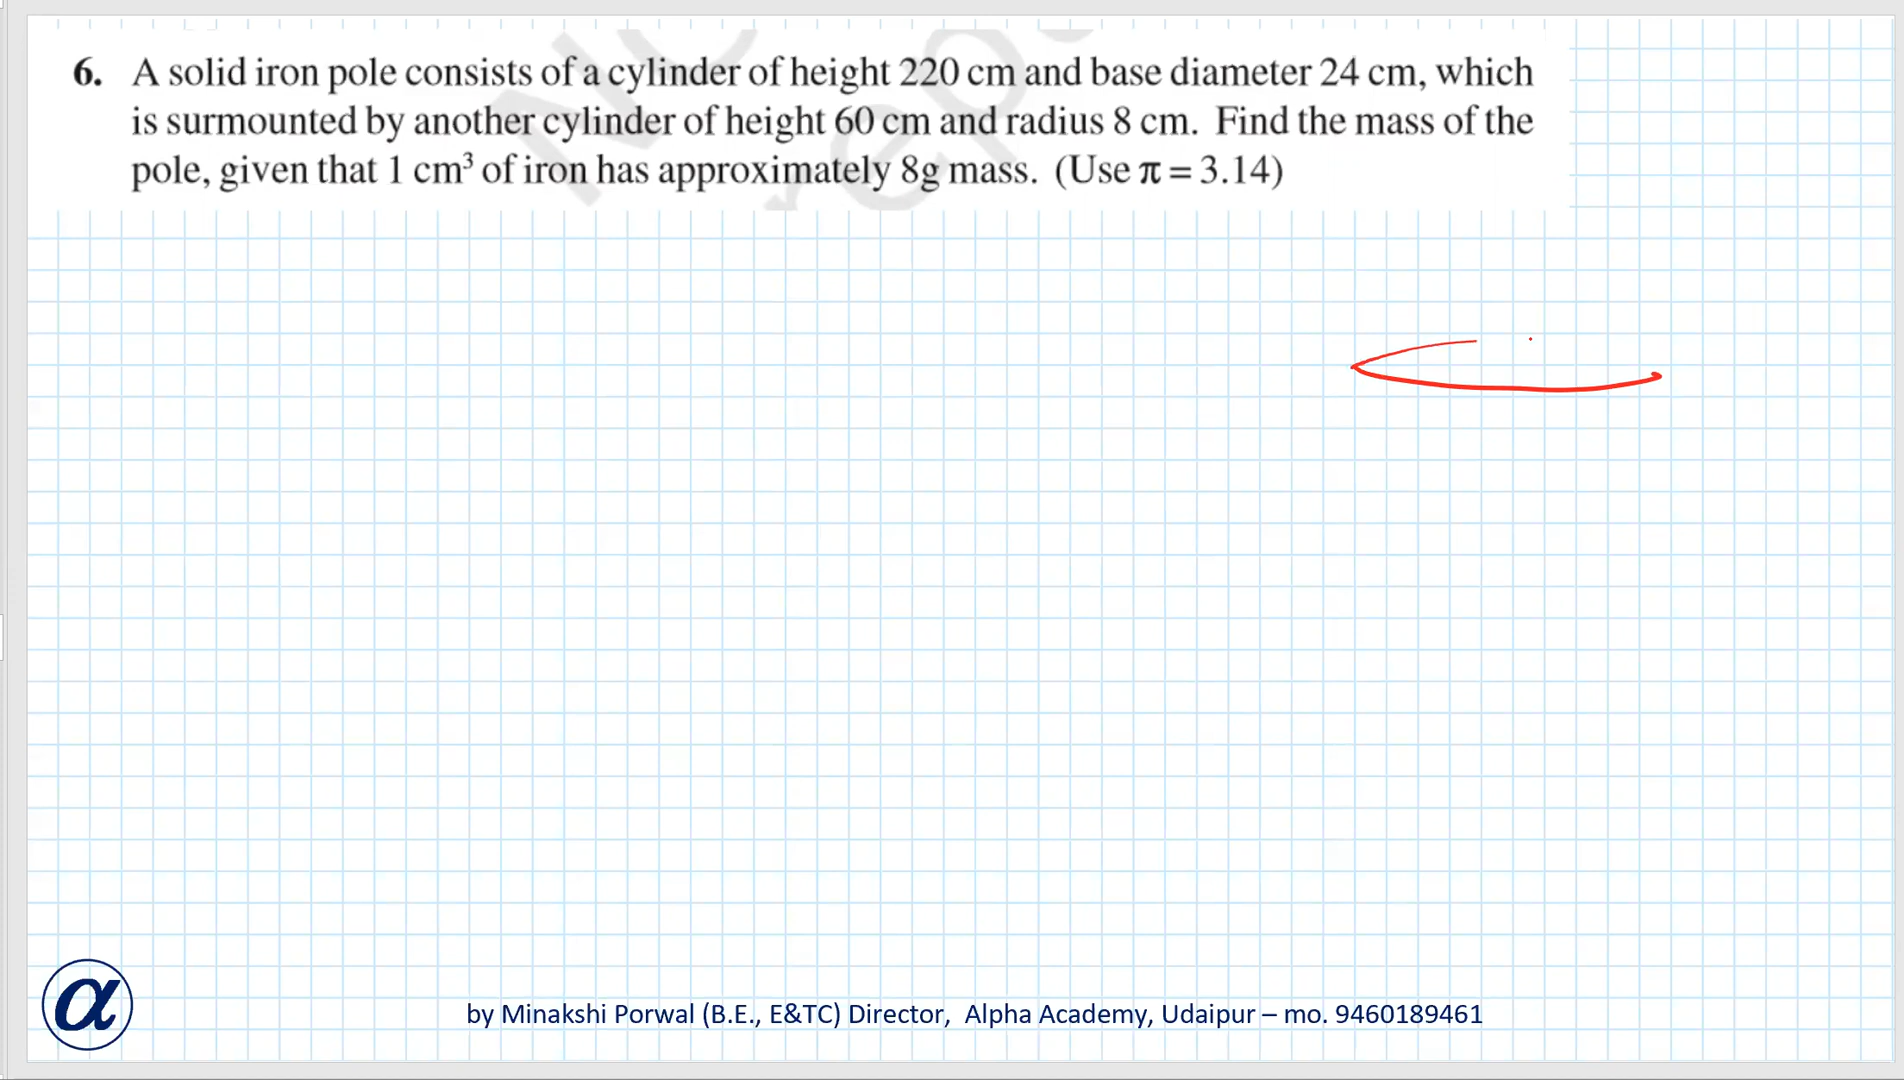 6. A solid iron pole consists of a cylinder of height 220 cm and base diameter 24 cm, which
is surmounted by another cylinder of height 60 cm and radius 8 cm. Find the mass of the
pole, given that 1 cm³ of iron has approximately 8g mass. (Use π = 3.14)
α
by Minakshi Porwal (B.E., E&TC) Director, Alpha Academy, Udaipur – mo. 9460189461